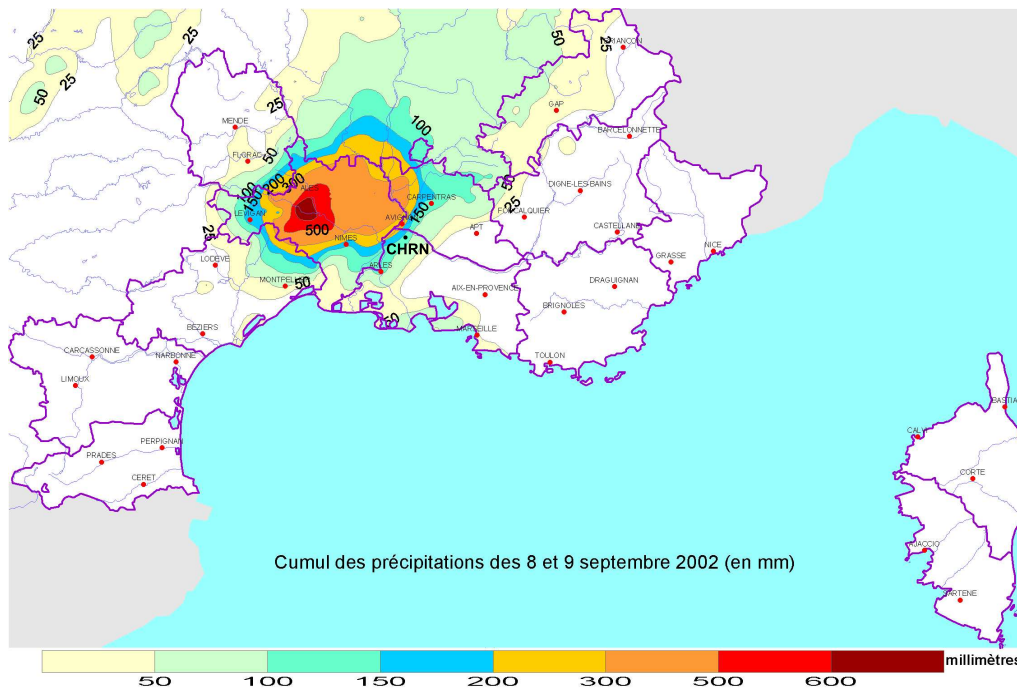 25
25
50
25
BRIANÇON
50
25
GAP
25
100
MENDE
BARCELONNETTE
50
FLORAC
50
200
300
100
ALES
150
DIGNE-LES-BAINS
CARPENTRAS
25
LEVIGAN
150
FORCALQUIER
AVIGNON
500
25
APT
CASTELLANE
NIMES
CHRN
NICE
LODEVE
GRASSE
ARLES
50
MONTPELLIER
DRAGUIGNAN
AIX-EN-PROVENCE
BRIGNOLES
50
BEZIERS
MARSEILLE
CARCASSONNE
NARBONNE
TOULON
LIMOUX
BASTIA
CALVI
PERPIGNAN
PRADES
CERET
CORTE
AJACCIO
Cumul des précipitations des 8 et 9 septembre 2002 (en mm)
SARTENE
millimètres
50 100 150 200 300 500 600